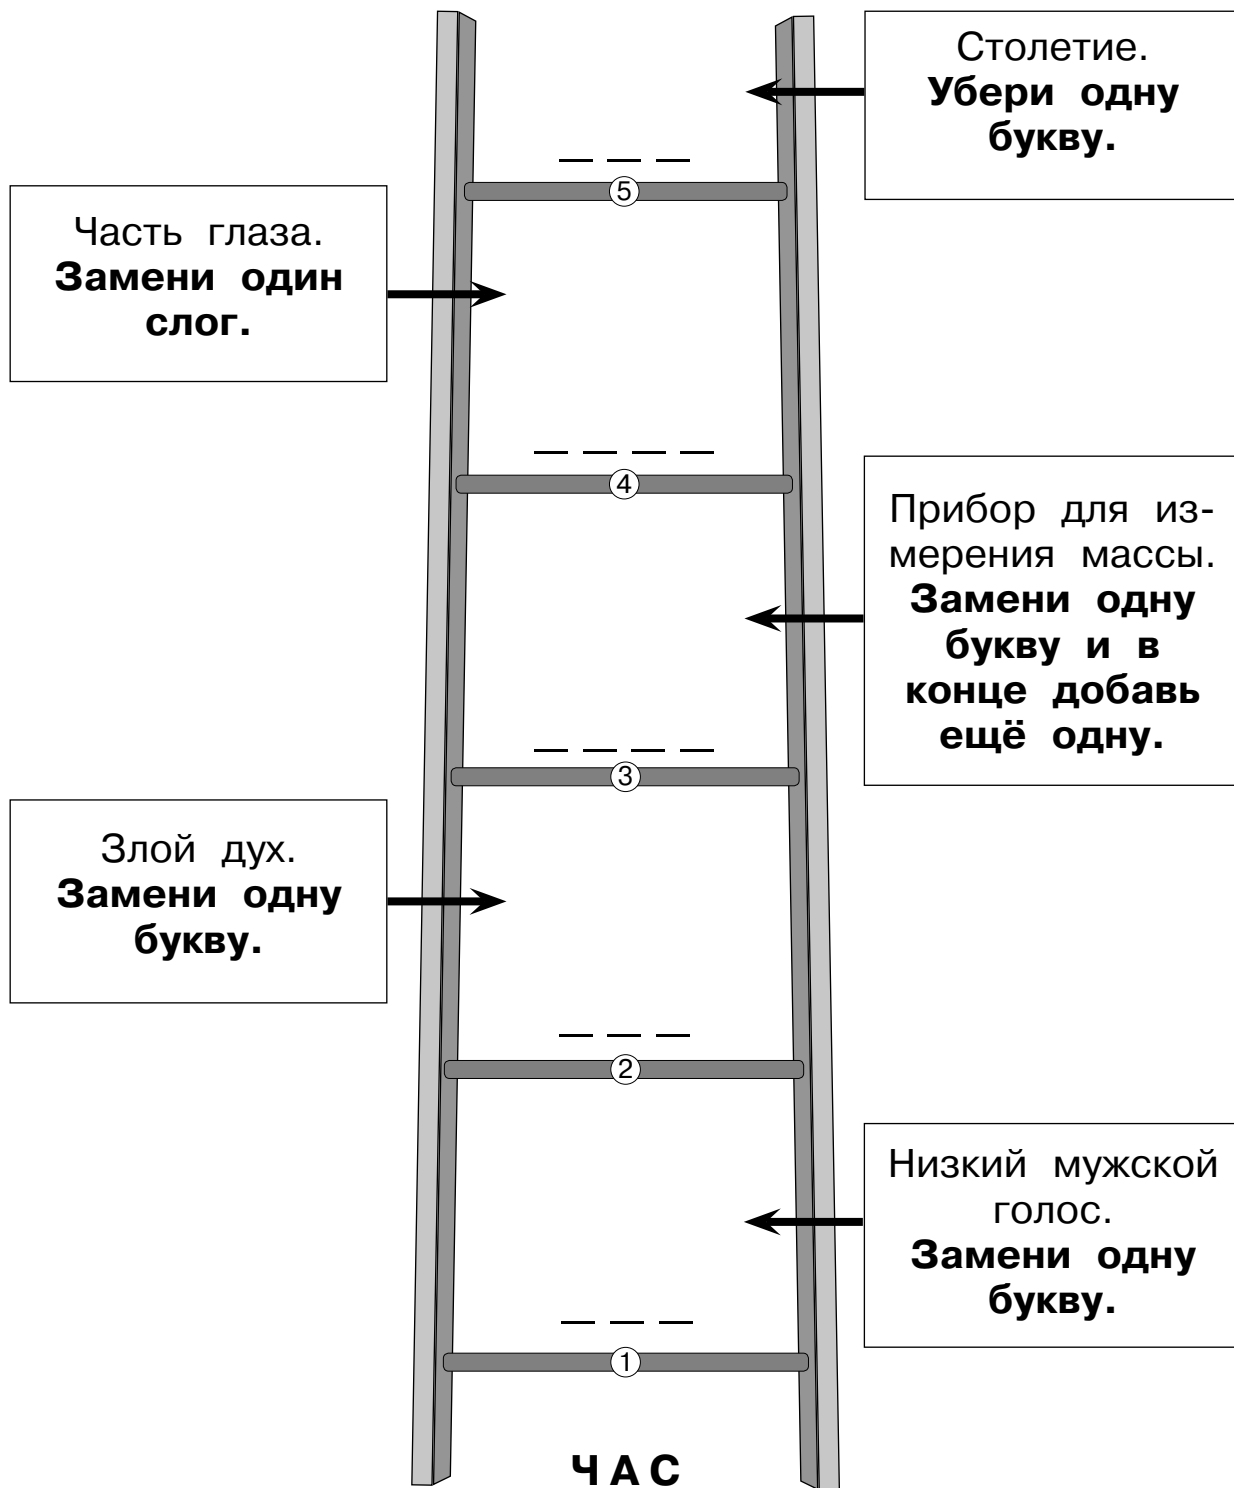 Столетие.
Убери одну
букву.
— — —
5
Часть глаза.
Замени один
слог.
— — — —
4
Прибор для из-
мерения массы.
Замени одну
букву и в
конце добавь
ещё одну.
— — — —
3
Злой дух.
Замени одну
букву.
— — —
2
Низкий мужской
голос.
Замени одну
букву.
— — —
1
ЧАС